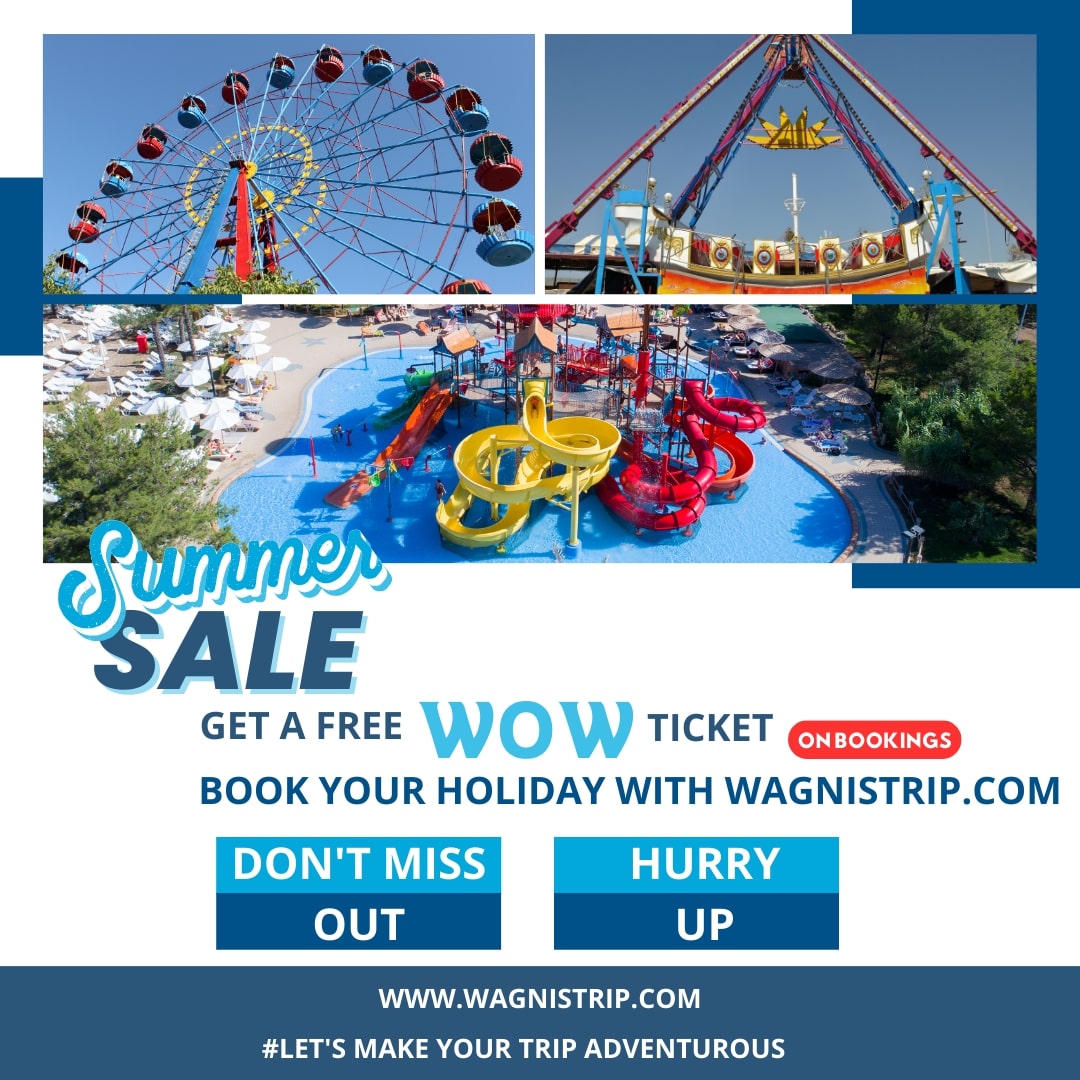 Summer
SALE
GET A FREE WOW TICKET ON BOOKINGS
BOOK YOUR HOLIDAY WITH WAGNISTRIP.COM
DON'T MISS
OUT
HURRY
UP
WWW.WAGNISTRIP.COM
#LET'S MAKE YOUR TRIP ADVENTUROUS